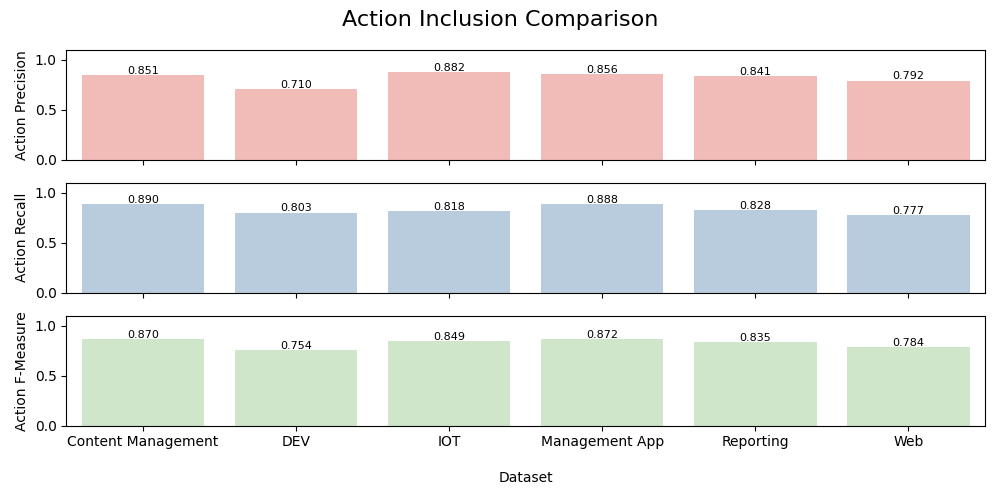 Action Inclusion Comparison
Action Precision
1.0
0.5
0.0
0.851
0.710
0.882
0.856
0.841
0.792
Action Recall
1.0
0.5
0.0
0.890
0.803
0.818
0.888
0.828
0.777
Action F-Measure
1.0
0.5
0.0
0.870
0.754
0.849
0.872
0.835
0.784
Content Management
DEV
IOT
Management App
Reporting
Web
Dataset